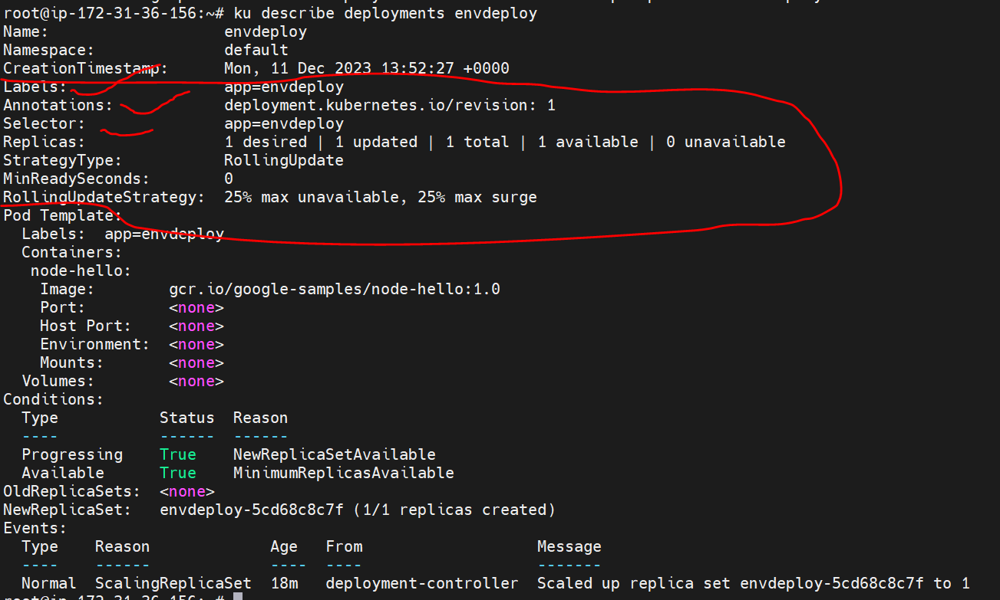 root@ip-172-31-36-156:~# ku describe deployments envdeploy
Name:                   envdeploy
Namespace:              default
CreationTimestamp:      Mon, 11 Dec 2023 13:52:27 +0000
Labels:                 app=envdeploy
Annotations:            deployment.kubernetes.io/revision: 1
Selector:               app=envdeploy
Replicas:               1 desired | 1 updated | 1 total | 1 available | 0 unavailable
StrategyType:           RollingUpdate
MinReadySeconds:        0
RollingUpdateStrategy:  25% max unavailable, 25% max surge
Pod Template:
  Labels:  app=envdeploy
  Containers:
   node-hello:
    Image:        gcr.io/google-samples/node-hello:1.0
    Port:         <none>
    Host Port:    <none>
    Environment:  <none>
    Mounts:       <none>
  Volumes:        <none>
Conditions:
  Type           Status  Reason
  ----           ------  ------
  Progressing    True    NewReplicaSetAvailable
  Available      True    MinimumReplicasAvailable
OldReplicaSets:  <none>
NewReplicaSet:   envdeploy-5cd68c8c7f (1/1 replicas created)
Events:
  Type    Reason             Age   From                   Message
  ----    ------             ----  ----                   -------
  Normal  ScalingReplicaSet  18m   deployment-controller  Scaled up replica set envdeploy-5cd68c8c7f to 1
root@ip-172-31-36-156:~#